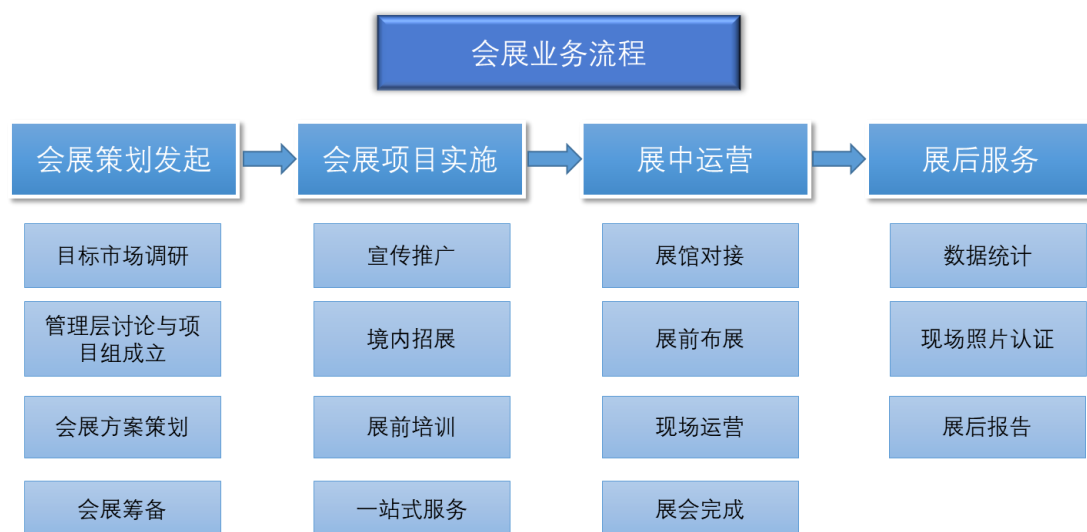 会展业务流程
会展策划发起
会展项目实施
展中运营
展后服务
目标市场调研
宣传推广
展馆对接
数据统计
管理层讨论与项
目组成立
境内招展
展前布展
现场照片认证
会展方案策划
展前培训
现场运营
展后报告
会展筹备
一站式服务
展会完成